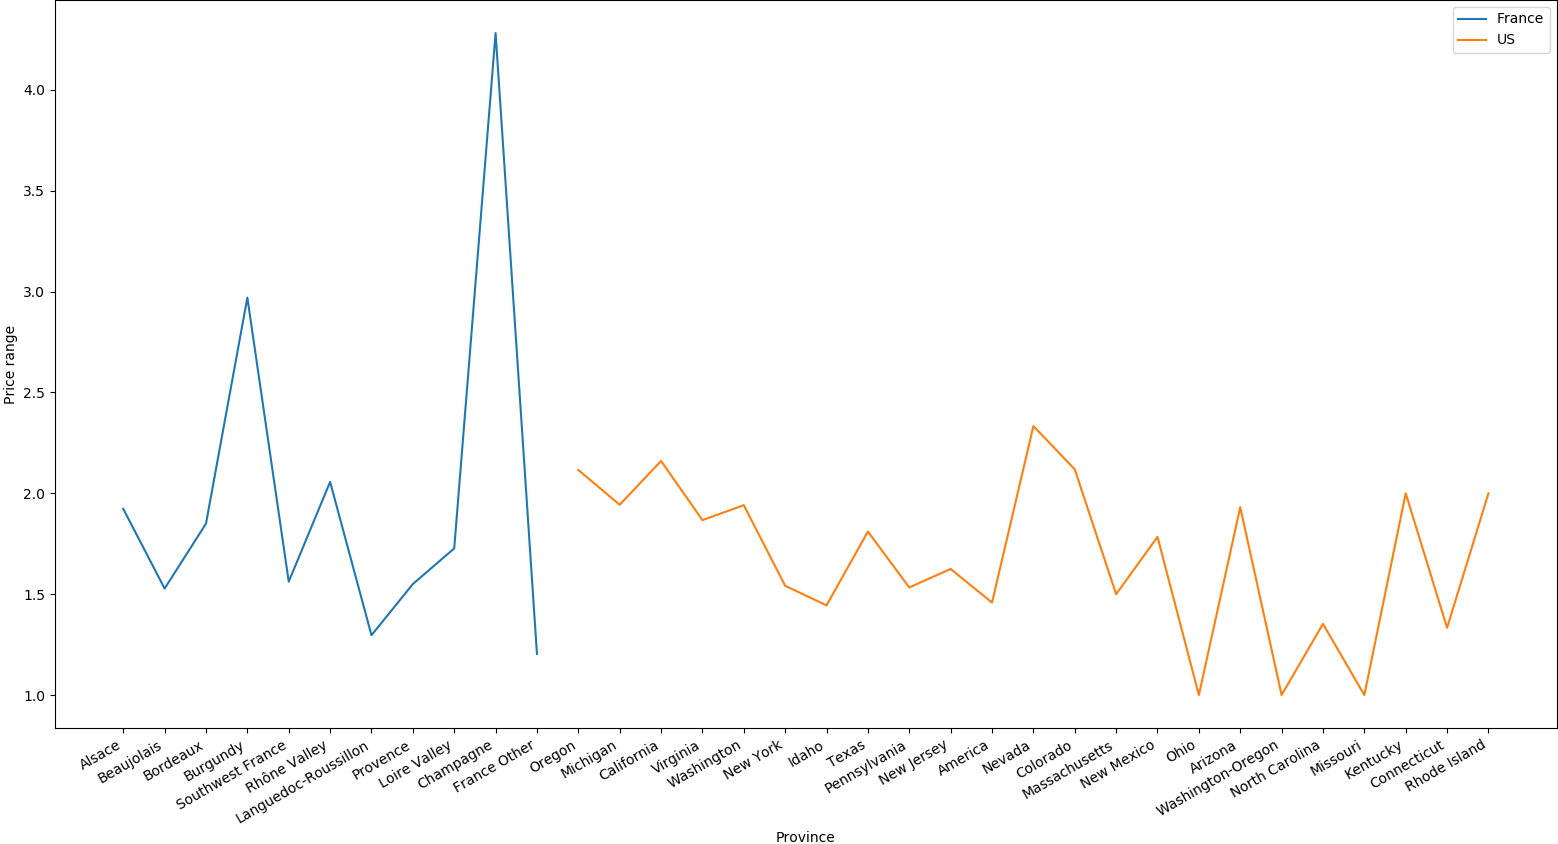 France
US
4.0
3.5
3.0
2.5
2.0
1.5
1.0
Price range
Alsace
Beaujolais
Bordeaux
Burgundy
Southwest France
Rhône Valley
Languedoc-Roussillon
Provence
Loire Valley
Champagne
France Other
Oregon
Michigan
California
Virginia
Washington
New York
Idaho
Texas
Pennsylvania
New Jersey
America
Nevada
Colorado
Massachusetts
New Mexico
Ohio
Arizona
Washington-Oregon
North Carolina
Missouri
Kentucky
Connecticut
Rhode Island
Province